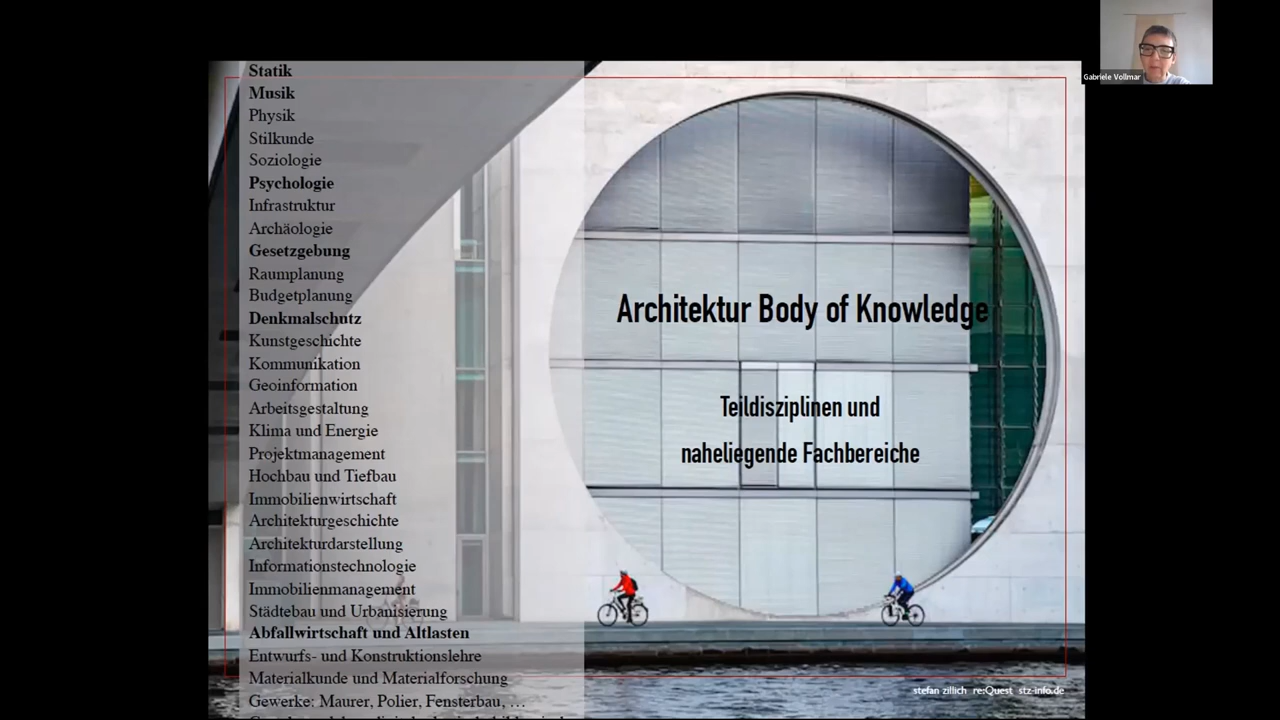 Statik
Musik
Physik
Stilkunde
Soziologie
Psychologie
Infrastruktur
Archäologie
Gesetzgebung
Raumplanung
Budgetplanung
Denkmalschutz
Kunstgeschichte
Kommunikation
Geoinformation
Arbeitsgestaltung
Klima und Energie
Projektmanagement
Hochbau und Tiefbau
Immobilienwirtschaft
Architekturgeschichte
Architekturdarstellung
Informationstechnologie
Immobilienmanagement
Städtebau und Urbanisierung
Abfallwirtschaft und Altlasten
Entwurfs- und Konstruktionslehre
Materialkunde und Materialforschung
Gewerke: Maurer, Polier, Fensterbau, …
Architektur Body of Knowledge
Teildisziplinen und
naheliegende Fachbereiche
stefan zillich re:Quest stz-info.de
Gabriele Vollmar